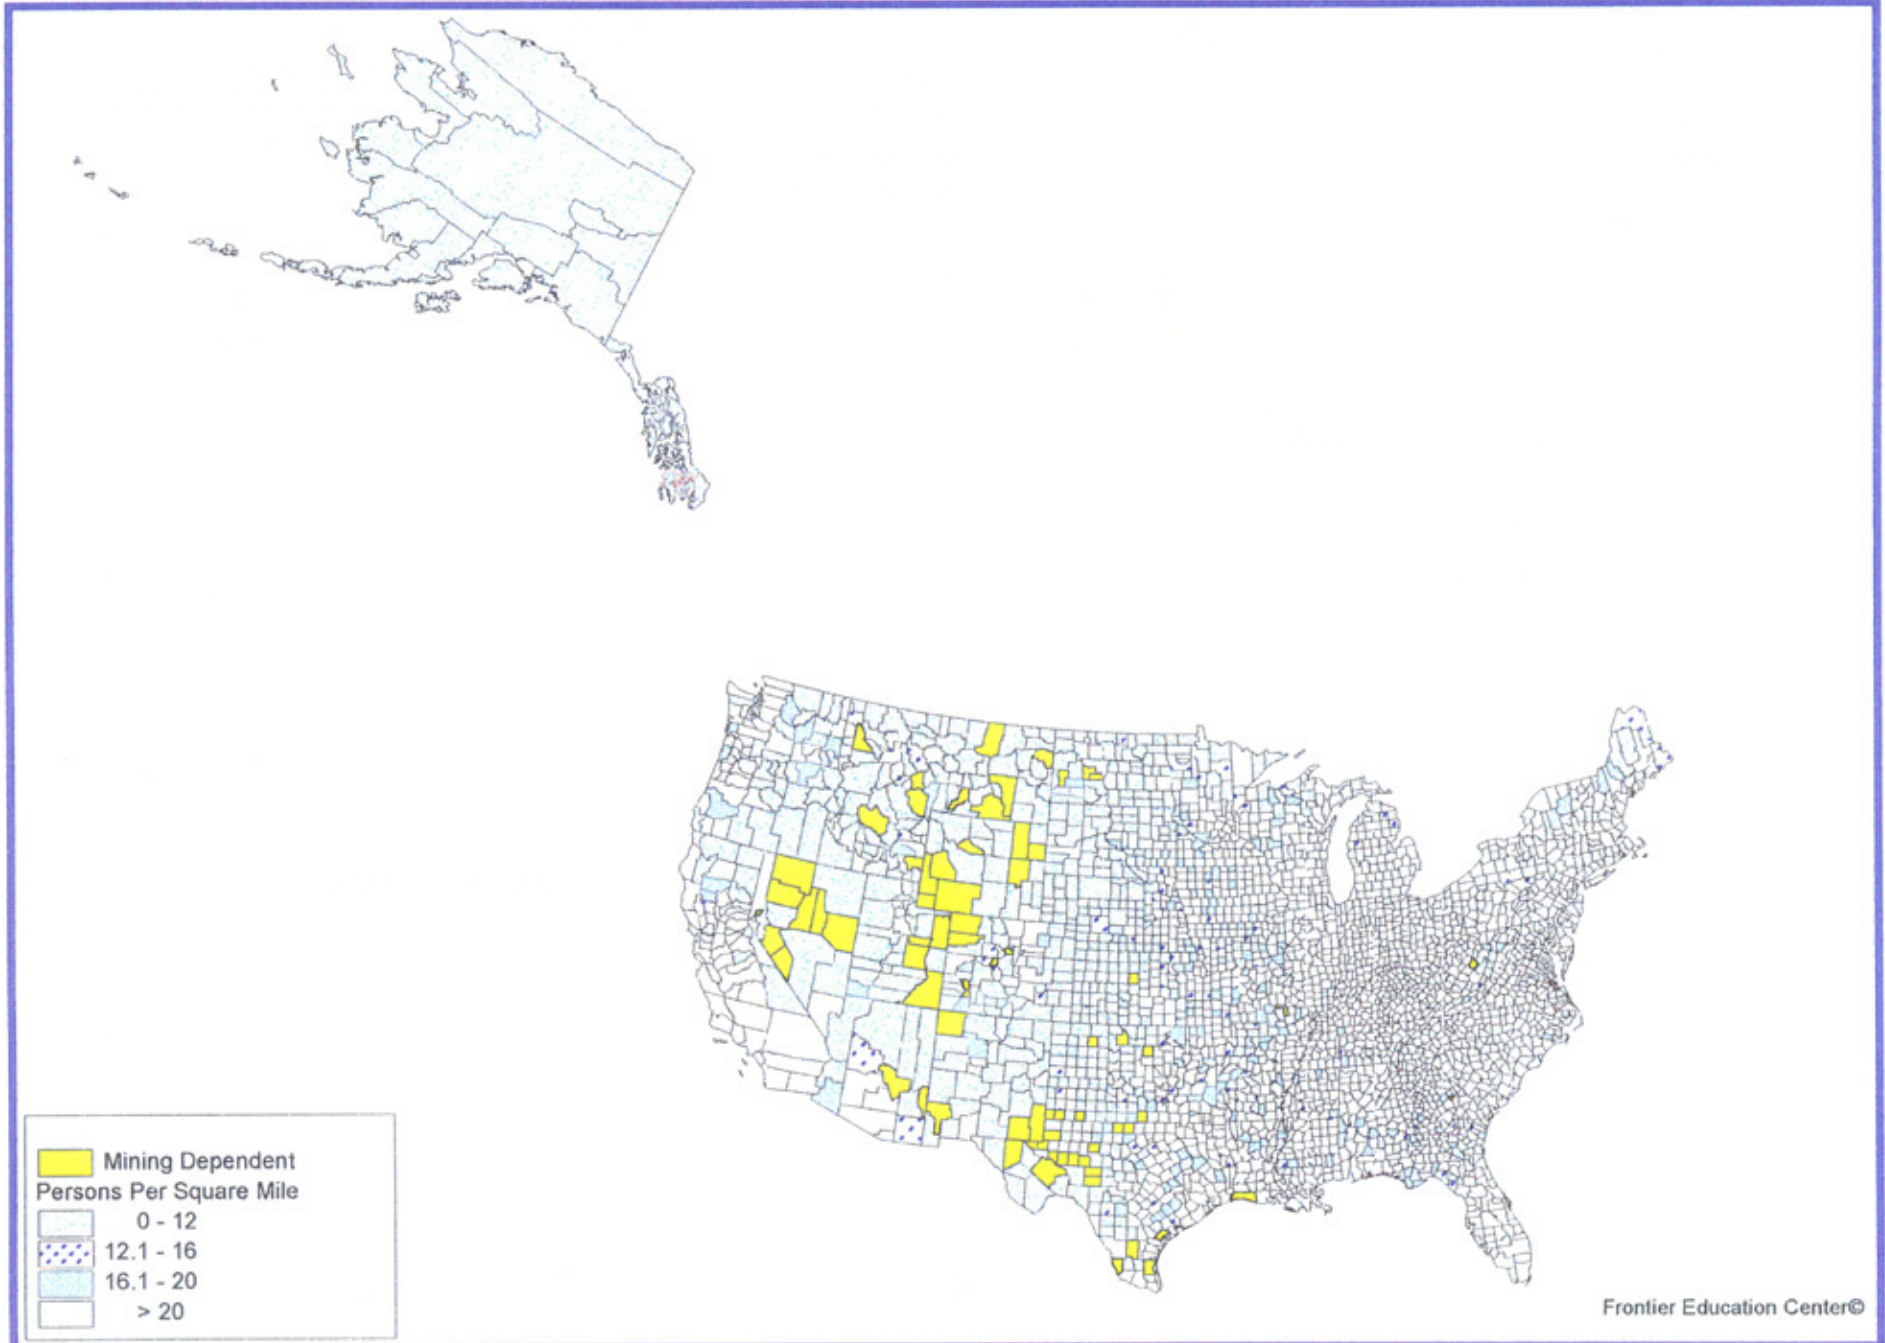 Mining Dependent
Persons Per Square Mile
0 - 12
12.1 - 16
16.1 - 20
> 20
Frontier Education Center©